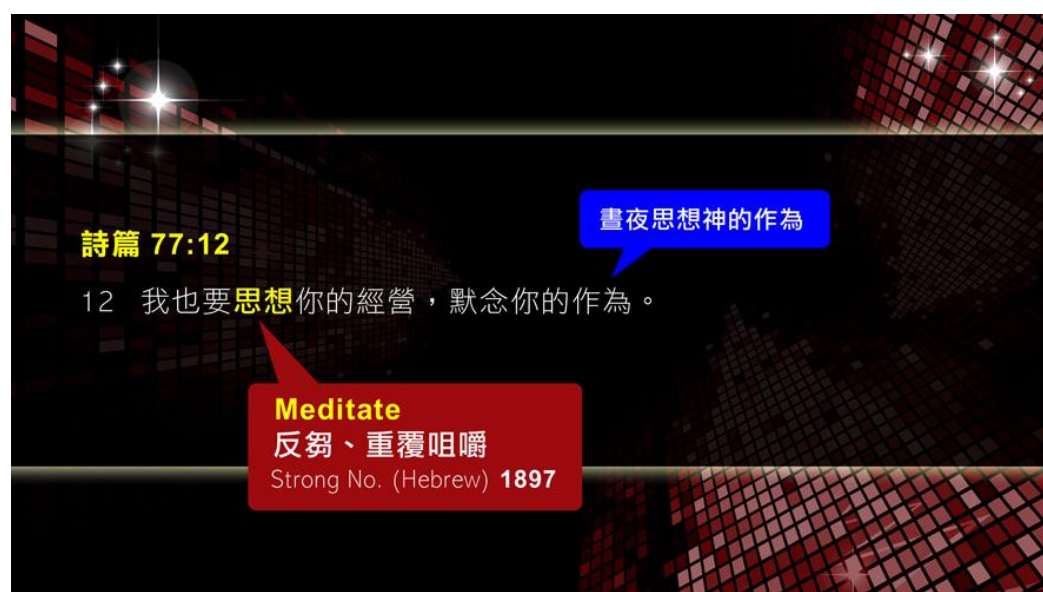 晝夜思想神的作為
詩篇 77:12
12 我也要思想你的經營，默念你的作為。
Meditate
反芻、重覆咀嚼
Strong No. (Hebrew) 1897